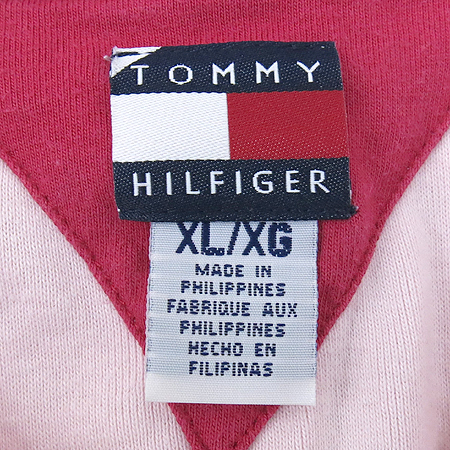 TOMMY
HILFIGER
XL/XG
MADE IN
PHILIPPINES
FABRIQUE AUX
PHILIPPINES
HECHO EN
FILIPINAS